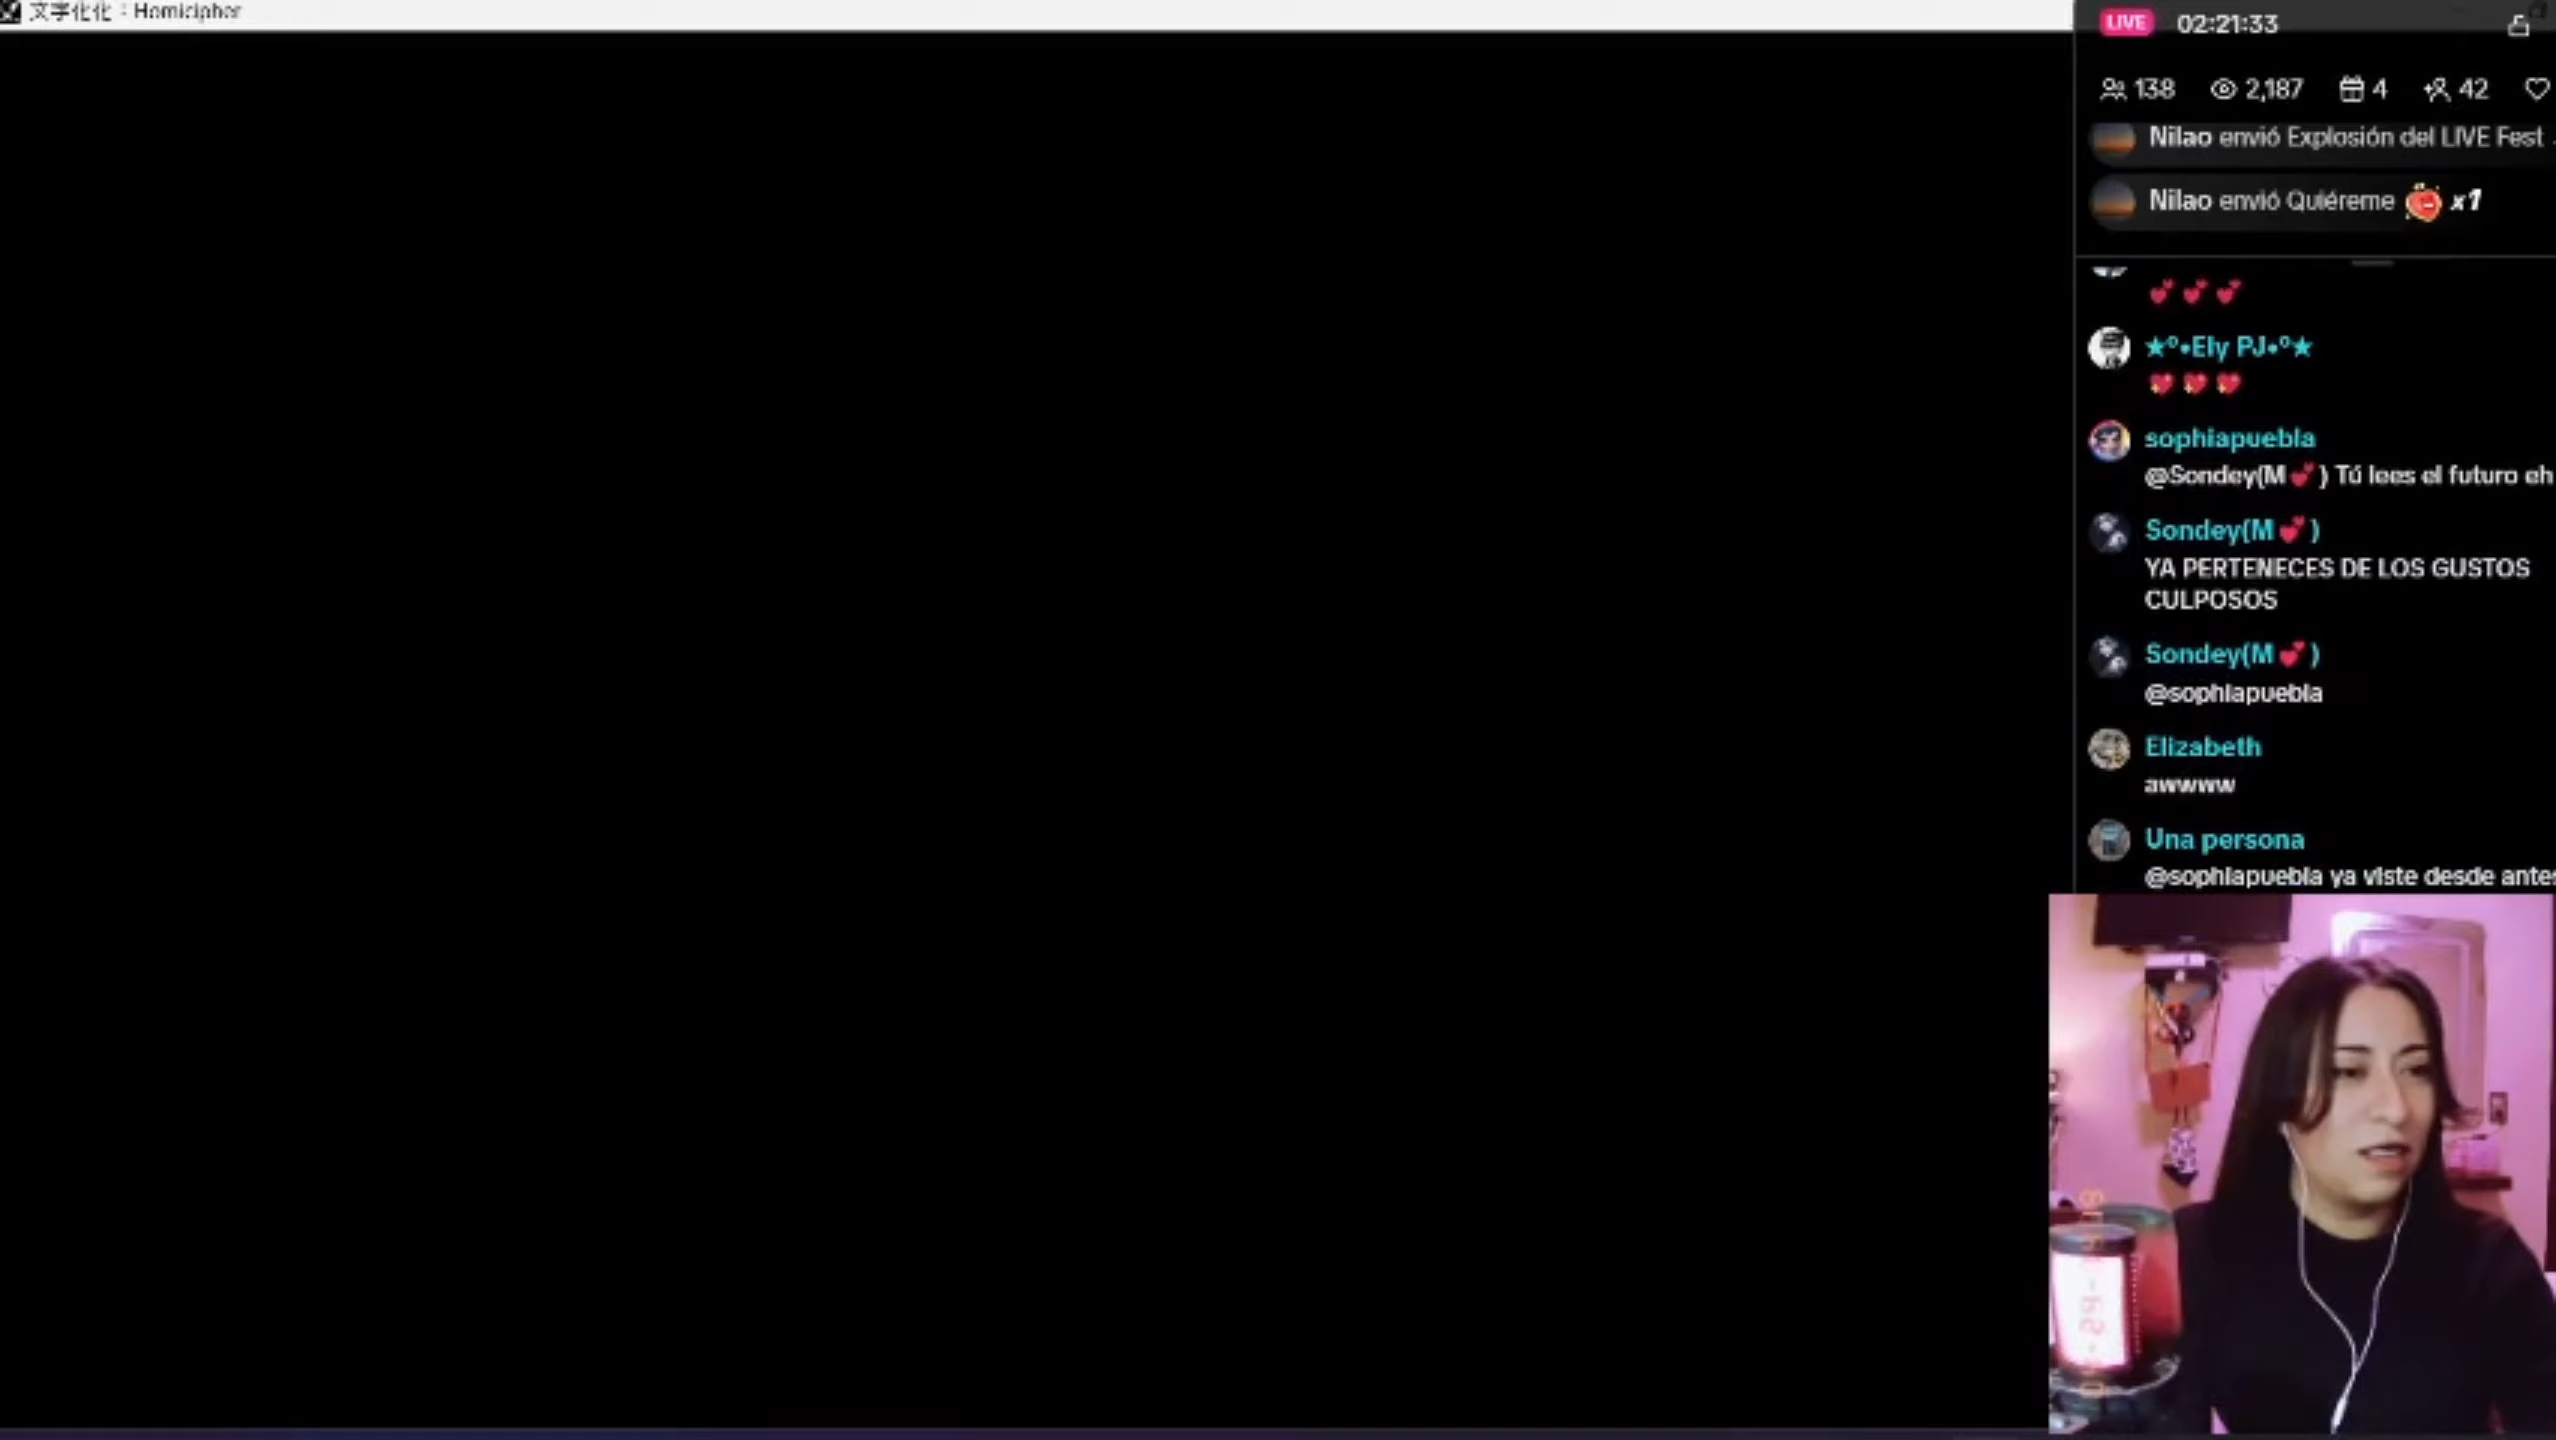 文字化化：Homicipher
LIVE 02:21:33
138 2,187 4 42
Nilao envió Explosión del LIVE Fest
Nilao envió Quiéreme x1
★º•Ely PJ•º★
sophiapuebla
@Sondey(M💕) Tú lees el futuro eh
Sondey(M💕)
YA PERTENECES DE LOS GUSTOS
CULPOSOS
Sondey(M💕)
@sophiapuebla
Elizabeth
awwww
Una persona
@sophiapuebla ya viste desde antes